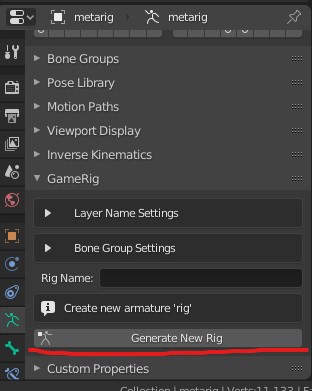 metarig metarig
Bone Groups
Pose Library
Motion Paths
Viewport Display
Inverse Kinematics
GameRig
Layer Name Settings
Bone Group Settings
Rig Name:
Create new armature 'rig'
Generate New Rig
Custom Properties
Collection | metarig | Verts:11,133 |